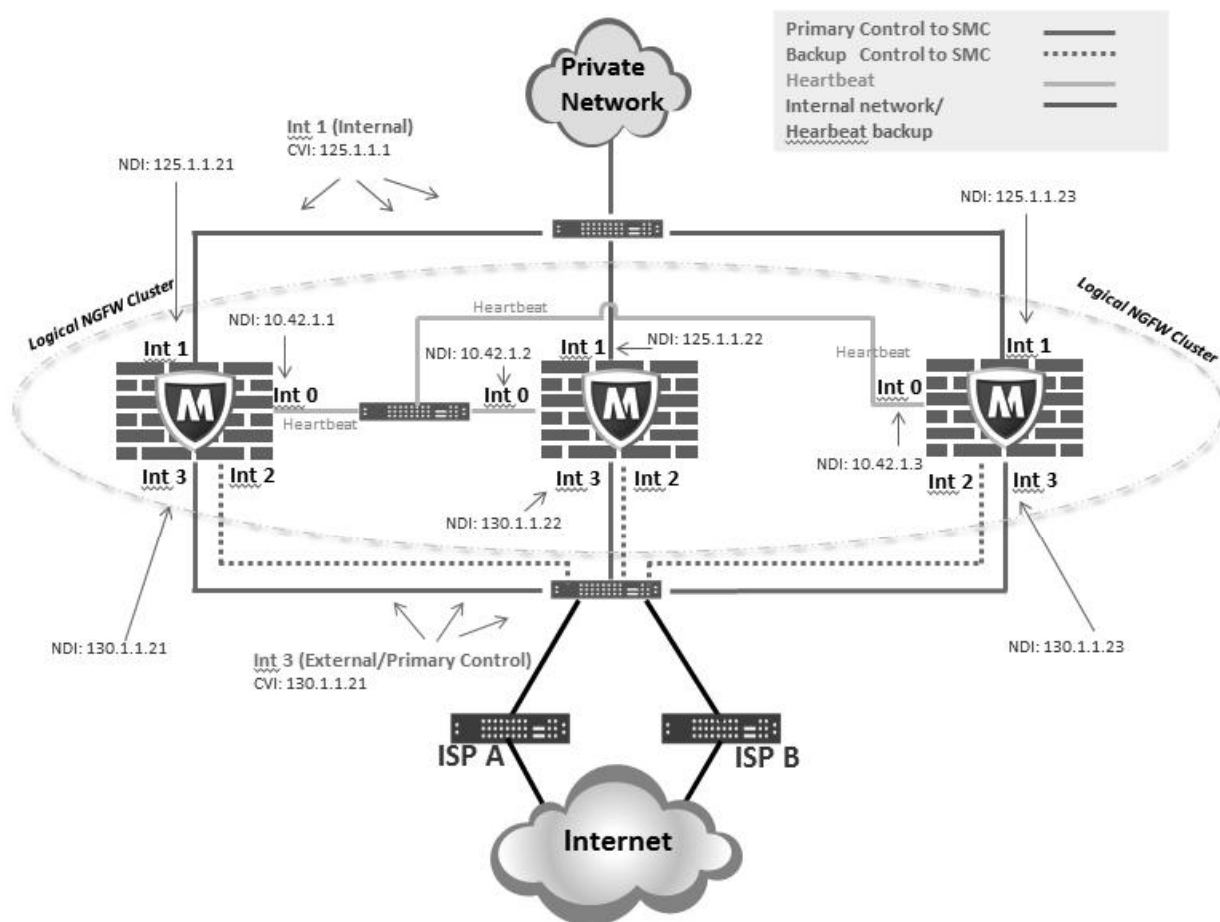 Primary Control to SMC
Backup Control to SMC
Heartbeat
Internal network/
Hearbeat backup
Private
Network
Int 1 (Internal)
CVI: 125.1.1.1
NDI: 125.1.1.21
NDI: 125.1.1.23
Logical NGFW Cluster
Logical NGFW Cluster
Heartbeat
NDI: 10.42.1.1
NDI: 10.42.1.2
NDI: 125.1.1.22
Int 1
Int 1
Int 1
Heartbeat
Int 0
Int 0
Int 0
M
M
M
Heartbeat
NDI: 10.42.1.3
Int 3
Int 2
Int 3
Int 2
Int 2
Int 3
NDI: 130.1.1.22
NDI: 130.1.1.21
NDI: 130.1.1.23
Int 3 (External/Primary Control)
CVI: 130.1.1.21
ISP A
ISP B
Internet